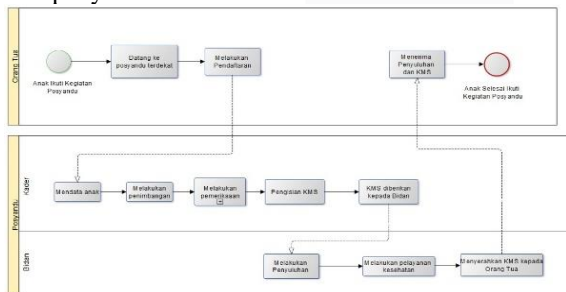 Orang Tua
Anak Ikuti Kegiatan
Posyandu
Datang ke
posyandu terdekat
Melakukan
Pendaftaran
Menerima
Penyuluhan
dan KMS
Anak Selesai Ikuti
Kegiatan Posyandu
Posyandu
Kader
Mendata anak
Melakukan
penimbangan
Melakukan
pemeriksaan
Pengisian KMS
KMS diberikan
kepada Bidan
Bidan
Melakukan
Penyuluhan
Melakukan pelayanan
kesehatan
Menyerahkan KMS kapada
Orang Tua